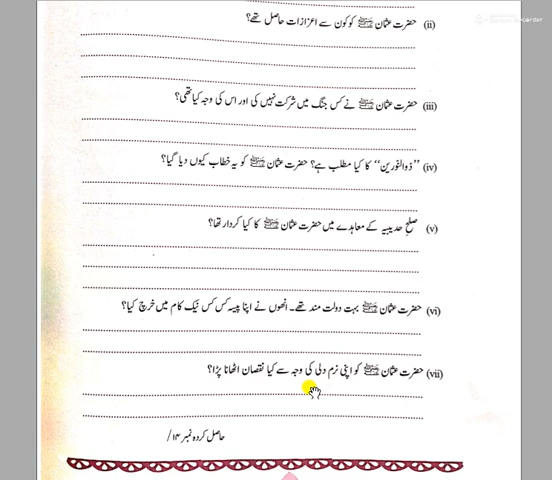 (ii) حضرت عثمان ؓ کو کون سے اعزازات حاصل تھے؟
(iii) حضرت عثمان ؓ نے کس جنگ میں شرکت نہیں کی اور اس کی وجہ کیا تھی؟
(iv) ”ذوالنورین“ کا کیا مطلب ہے؟ حضرت عثمان ؓ کو یہ خطاب کیوں دیا گیا؟
(v) صلح حدیبیہ کے معاہدے میں حضرت عثمان ؓ کا کیا کردار تھا؟
(vi) حضرت عثمان ؓ بہت دولت مند تھے۔ انھوں نے اپنا پیسہ کس کس نیک کام میں خرچ کیا؟
(vii) حضرت عثمان ؓ کو اپنی نرم دلی کی وجہ سے کیا نقصان اٹھانا پڑا؟
حاصل کردہ نمبر ۱۴/